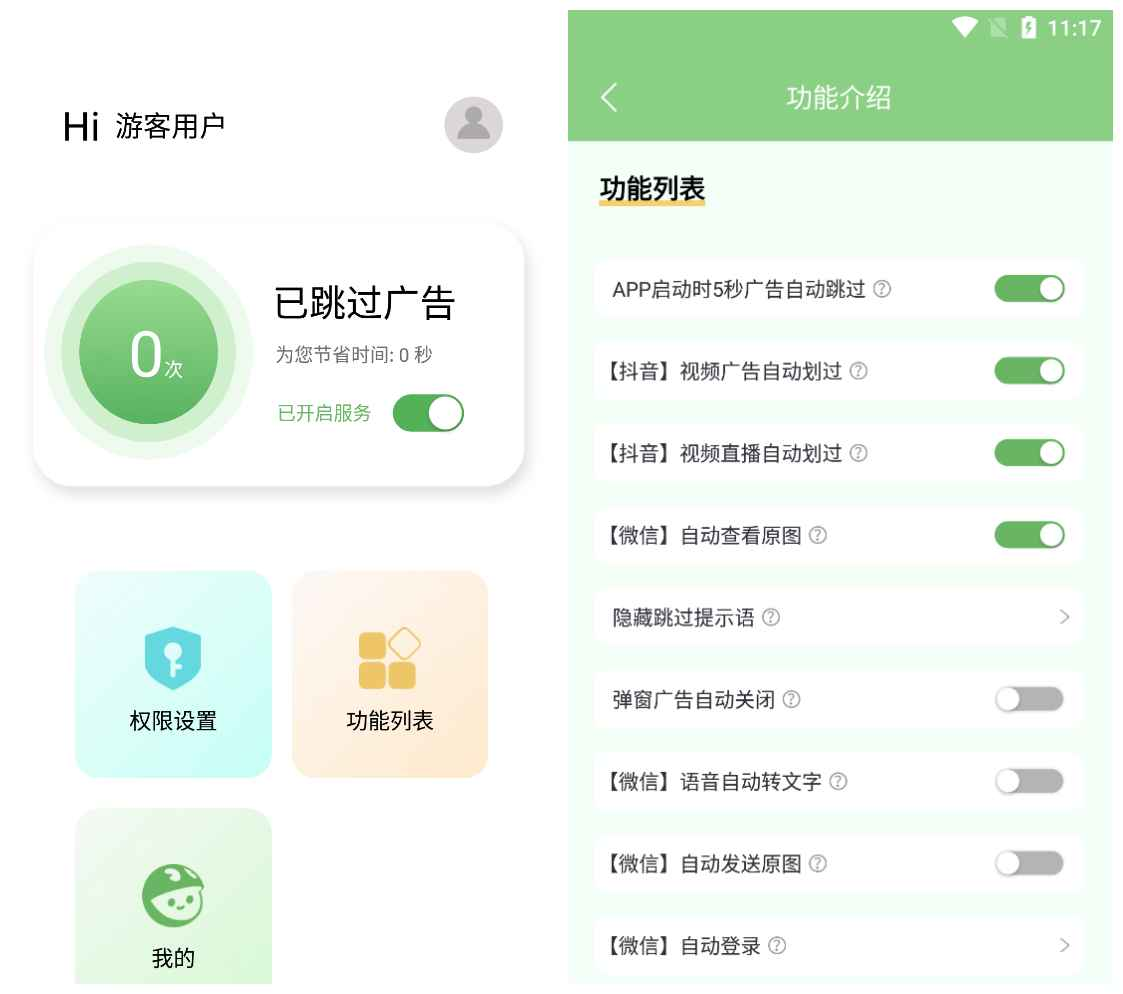 Hi 游客用户
已跳过广告
0次
为您节省时间: 0 秒
已开启服务
权限设置
功能列表
我的
11:17
功能介绍
功能列表
APP启动时5秒广告自动跳过 ?
【抖音】视频广告自动划过 ?
【抖音】视频直播自动划过 ?
【微信】自动查看原图 ?
隐藏跳过提示语 ?
弹窗广告自动关闭 ?
【微信】语音自动转文字 ?
【微信】自动发送原图 ?
【微信】自动登录 ?